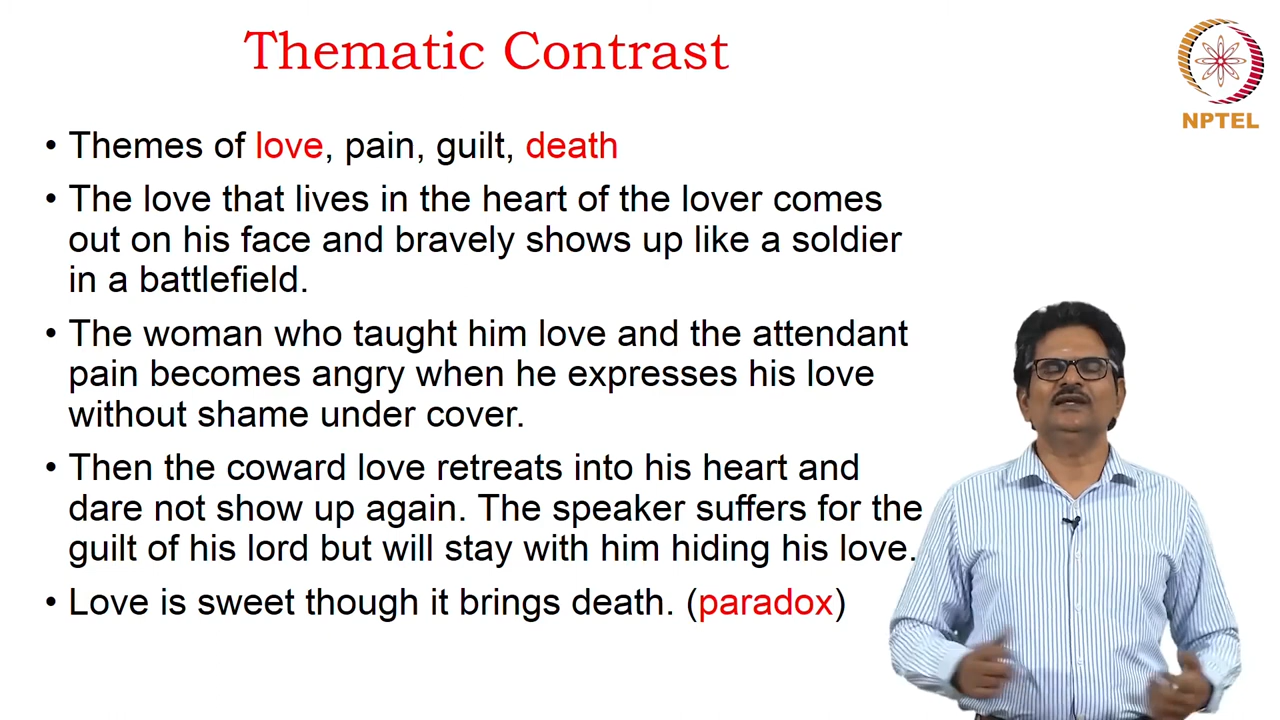 Thematic Contrast
NPTEL
• Themes of love, pain, guilt, death
• The love that lives in the heart of the lover comes
out on his face and bravely shows up like a soldier
in a battlefield.
• The woman who taught him love and the attendant
pain becomes angry when he expresses his love
without shame under cover.
• Then the coward love retreats into his heart and
dare not show up again. The speaker suffers for the
guilt of his lord but will stay with him hiding his love.
• Love is sweet though it brings death. (paradox)